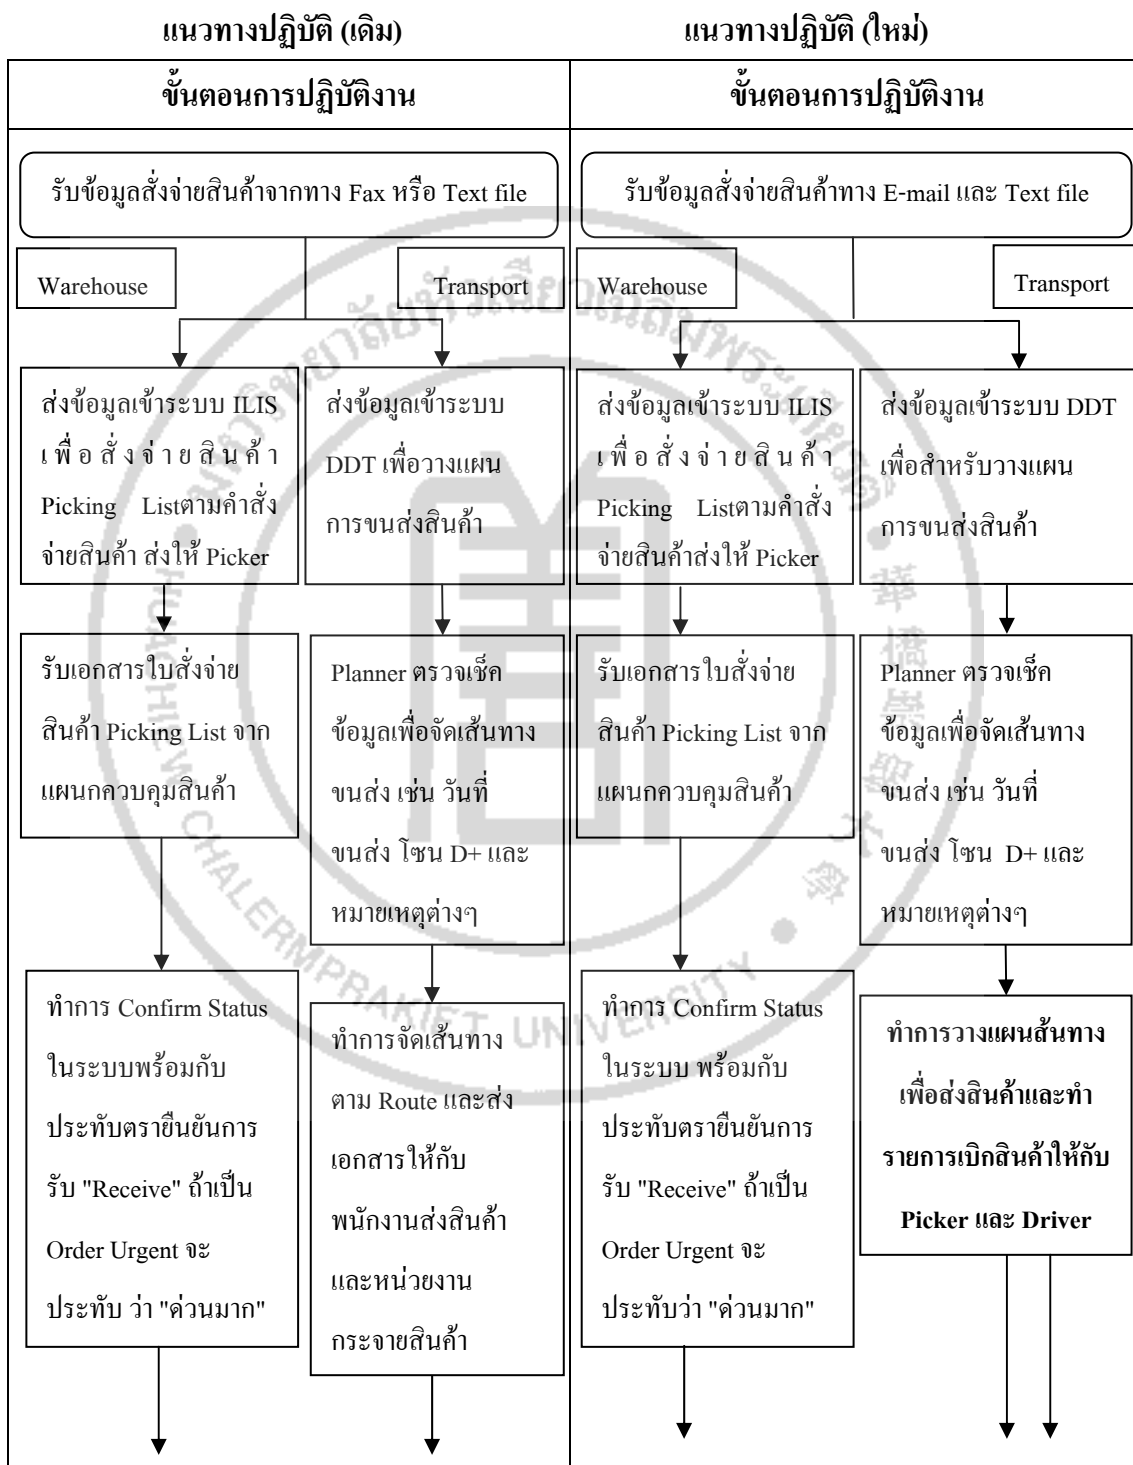 แนวทางปฏิบัติ (เดิม)
แนวทางปฏิบัติ (ใหม่)
ขั้นตอนการปฏิบัติงาน
ขั้นตอนการปฏิบัติงาน
รับข้อมูลสั่งจ่ายสินค้าจากทาง Fax หรือ Text file
Warehouse
Transport
ส่งข้อมูลเข้าระบบ ILIS
เพื่อสั่งจ่ายสินค้า
Picking Listตามคำสั่ง
จ่ายสินค้า ส่งให้ Picker
ส่งข้อมูลเข้าระบบ
DDT เพื่อวางแผน
การขนส่งสินค้า
รับเอกสารใบสั่งจ่าย
สินค้า Picking List จาก
แผนกควบคุมสินค้า
Planner ตรวจเช็ค
ข้อมูลเพื่อจัดเส้นทาง
ขนส่ง เช่น วันที่
ขนส่ง โซน D+ และ
หมายเหตุต่างๆ
ทำการ Confirm Status
ในระบบพร้อมกับ
ประทับตรายืนยันการ
รับ "Receive" ถ้าเป็น
Order Urgent จะ
ประทับ ว่า "ด่วนมาก"
ทำการจัดเส้นทาง
ตาม Route และส่ง
เอกสารให้กับ
พนักงานส่งสินค้า
และหน่วยงาน
กระจายสินค้า
รับข้อมูลสั่งจ่ายสินค้าทาง E-mail และ Text file
Warehouse
Transport
ส่งข้อมูลเข้าระบบ ILIS
เพื่อสั่งจ่ายสินค้า
Picking Listตามคำสั่ง
จ่ายสินค้าส่งให้ Picker
ส่งข้อมูลเข้าระบบ DDT
เพื่อสำหรับวางแผน
การขนส่งสินค้า
รับเอกสารใบสั่งจ่าย
สินค้า Picking List จาก
แผนกควบคุมสินค้า
Planner ตรวจเช็ค
ข้อมูลเพื่อจัดเส้นทาง
ขนส่ง เช่น วันที่
ขนส่ง โซน D+ และ
หมายเหตุต่างๆ
ทำการ Confirm Status
ในระบบ พร้อมกับ
ประทับตรายืนยันการ
รับ "Receive" ถ้าเป็น
Order Urgent จะ
ประทับว่า "ด่วนมาก"
ทำการวางแผนส้นทาง
เพื่อส่งสินค้าและทำ
รายการเบิกสินค้าให้กับ
Picker และ Driver
มหาวิทยาลัยหัวเฉียวเฉลิมพระเกียรติ
HUACHIEW CHALERMPRAKIET UNIVERSITY
華僑崇聖大學